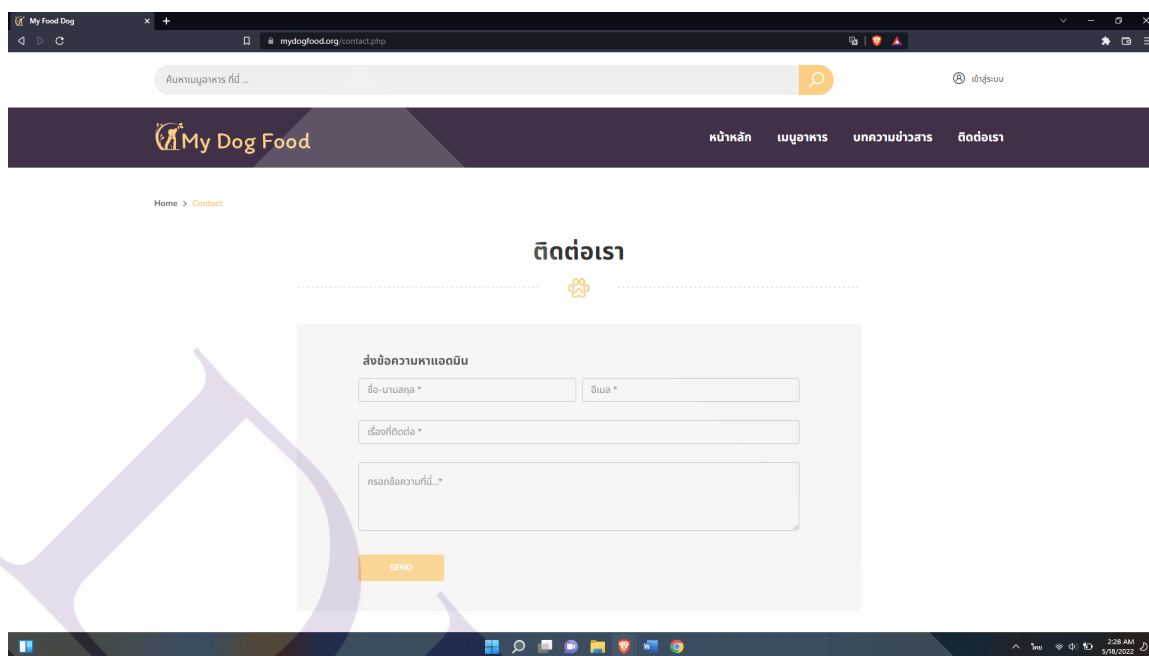 My Food Dog
mydogfood.org/contact.php
ค้นหาเมนูอาหาร ที่นี่ ...
เข้าสู่ระบบ
My Dog Food
หน้าหลัก เมนูอาหาร บทความข่าวสาร ติดต่อเรา
Home > Contact
ติดต่อเรา
ส่งข้อความหาแอดมิน
ชื่อ-นามสกุล * อีเมล *
เรื่องที่ติดต่อ *
กรอกข้อความที่นี่...*
SEND
ไทย
2:28 AM
5/18/2022